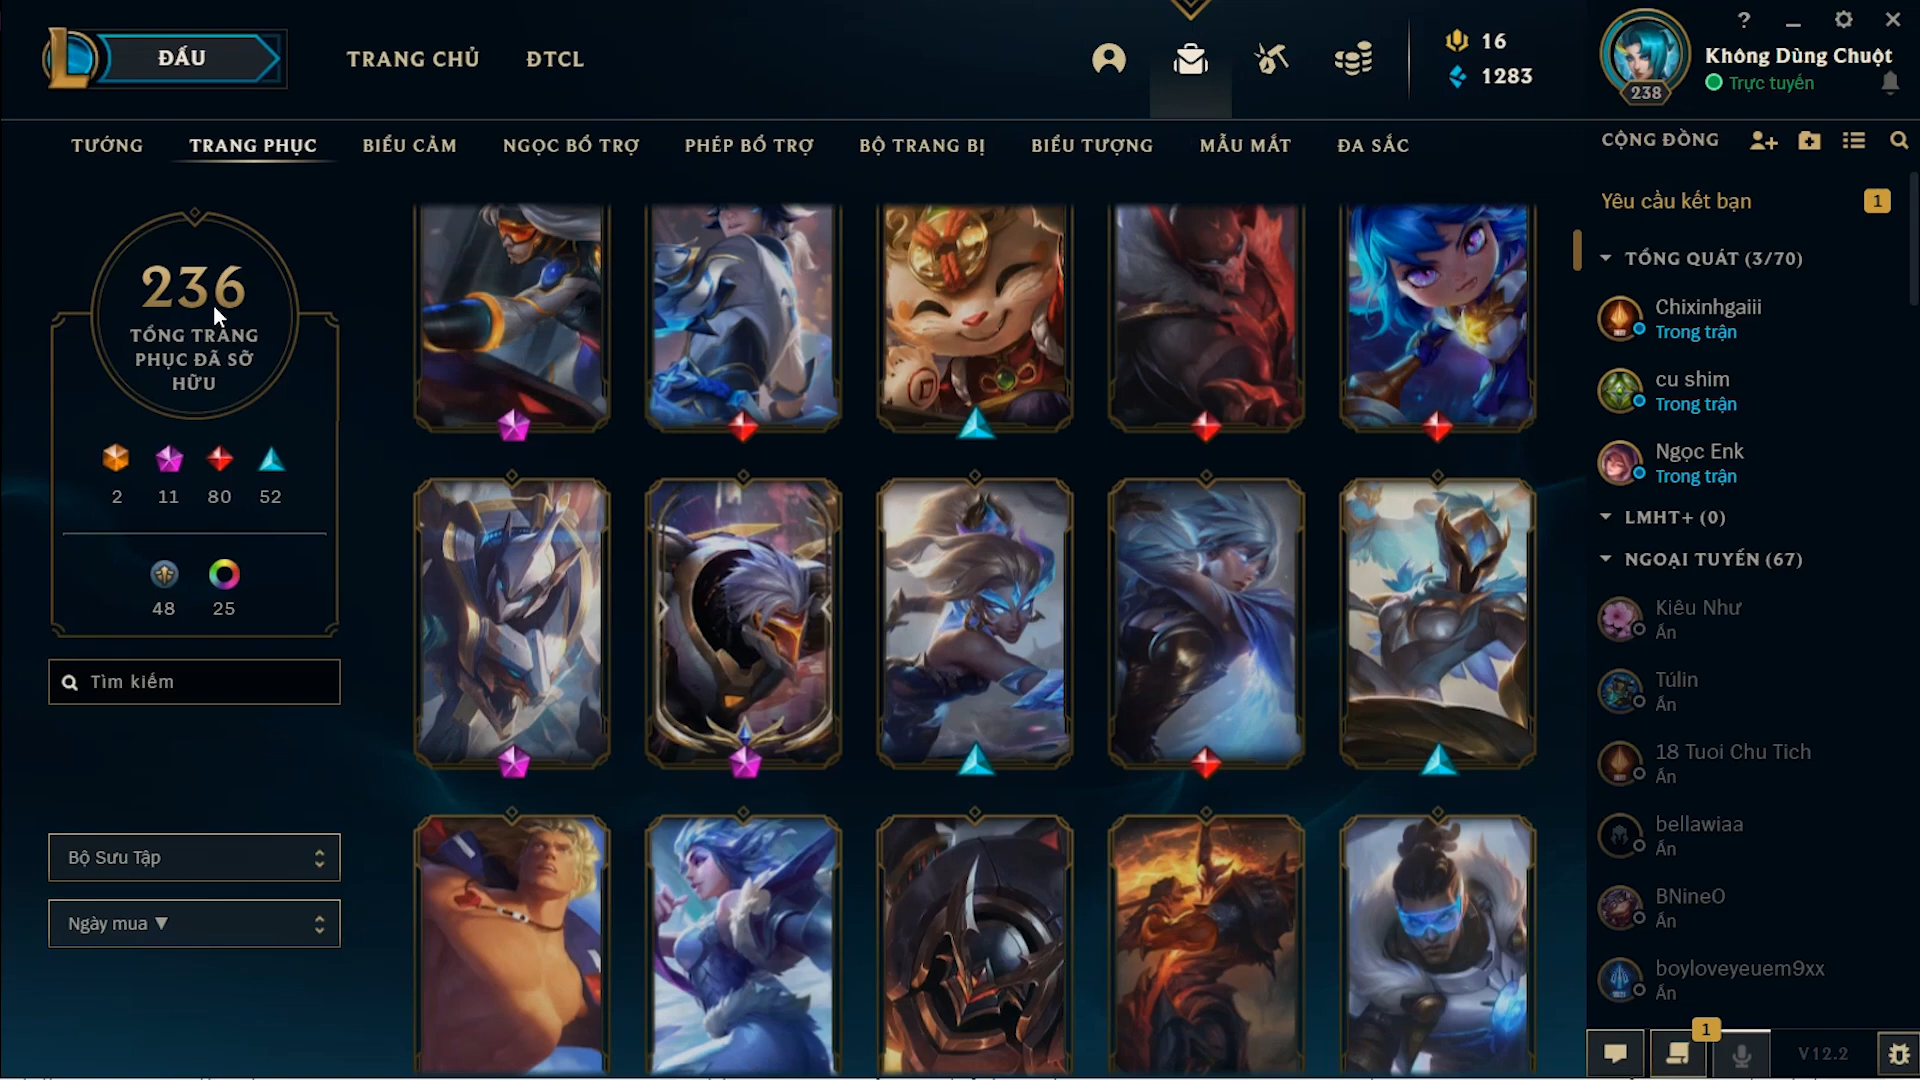 ĐẤU
TRANG CHỦ
ĐTCL
16
1283
238
?
Không Dùng Chuột
Trực tuyến
TƯỚNG
TRANG PHỤC
BIỂU CẢM
NGỌC BỔ TRỢ
PHÉP BỔ TRỢ
BỘ TRANG BỊ
BIỂU TƯỢNG
MẪU MẮT
ĐA SẮC
236
TỔNG TRANG
PHỤC ĐÃ SỞ
HỮU
2
11
80
52
48
25
Tìm kiếm
Bộ Sưu Tập
Ngày mua ▼
CỘNG ĐỒNG
Yêu cầu kết bạn
1
TỔNG QUÁT (3/70)
Chixinhgaiii
Trong trận
cu shim
Trong trận
Ngọc Enk
Trong trận
LMHT+ (0)
NGOẠI TUYẾN (67)
Kiêu Như
Ẩn
Túlin
Ẩn
18 Tuoi Chu Tich
Ẩn
bellawiaa
Ẩn
BNineO
Ẩn
boyloveyeuem9xx
Ẩn
1
V12.2